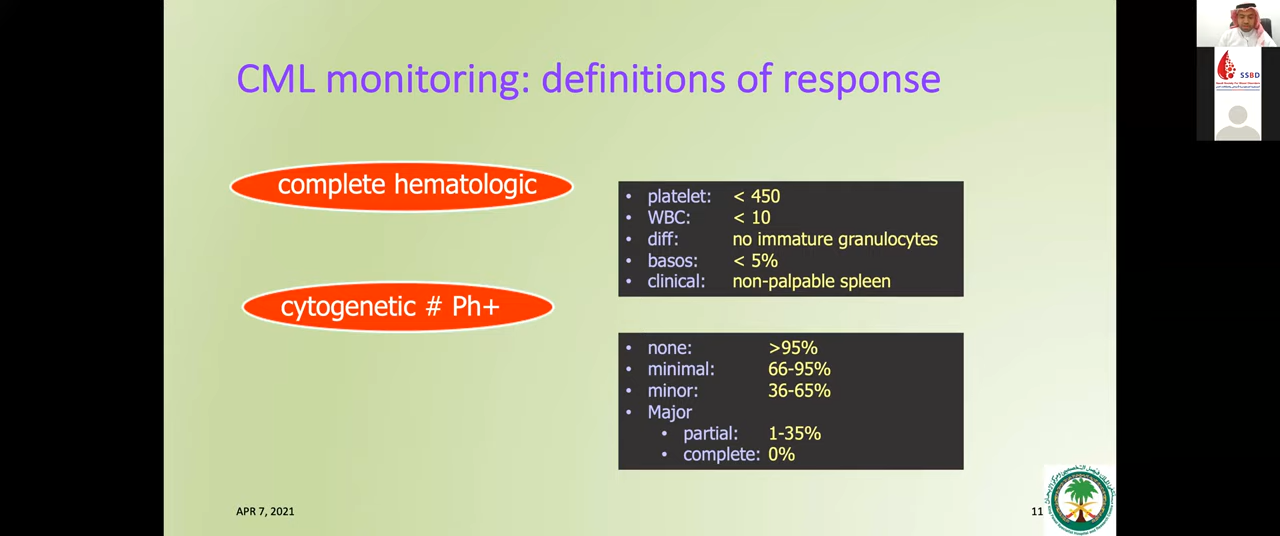 CML monitoring: definitions of response
complete hematologic
• platelet: < 450
• WBC: < 10
• diff: no immature granulocytes
• basos: < 5%
• clinical: non-palpable spleen
cytogenetic # Ph+
• none: >95%
• minimal: 66-95%
• minor: 36-65%
• Major
• partial: 1-35%
• complete: 0%
APR 7, 2021
11
SSBD